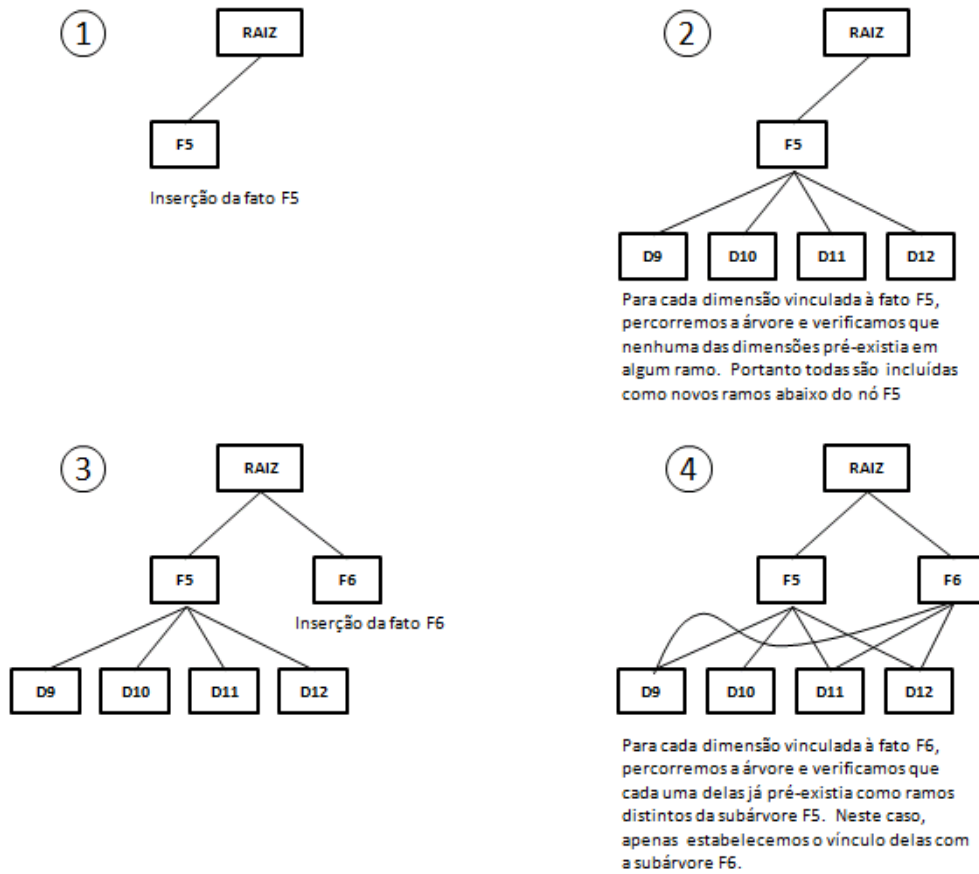 1
RAIZ
F5
Inserção da fato F5
2
RAIZ
F5
D9 D10 D11 D12
Para cada dimensão vinculada à fato F5,
percorremos a árvore e verificamos que
nenhuma das dimensões pré-existia em
algum ramo. Portanto todas são incluídas
como novos ramos abaixo do nó F5
3
RAIZ
F5 F6
Inserção da fato F6
D9 D10 D11 D12
4
RAIZ
F5 F6
D9 D10 D11 D12
Para cada dimensão vinculada à fato F6,
percorremos a árvore e verificamos que
cada uma delas já pré-existia como ramos
distintos da subárvore F5. Neste caso,
apenas estabelecemos o vínculo delas com
a subárvore F6.